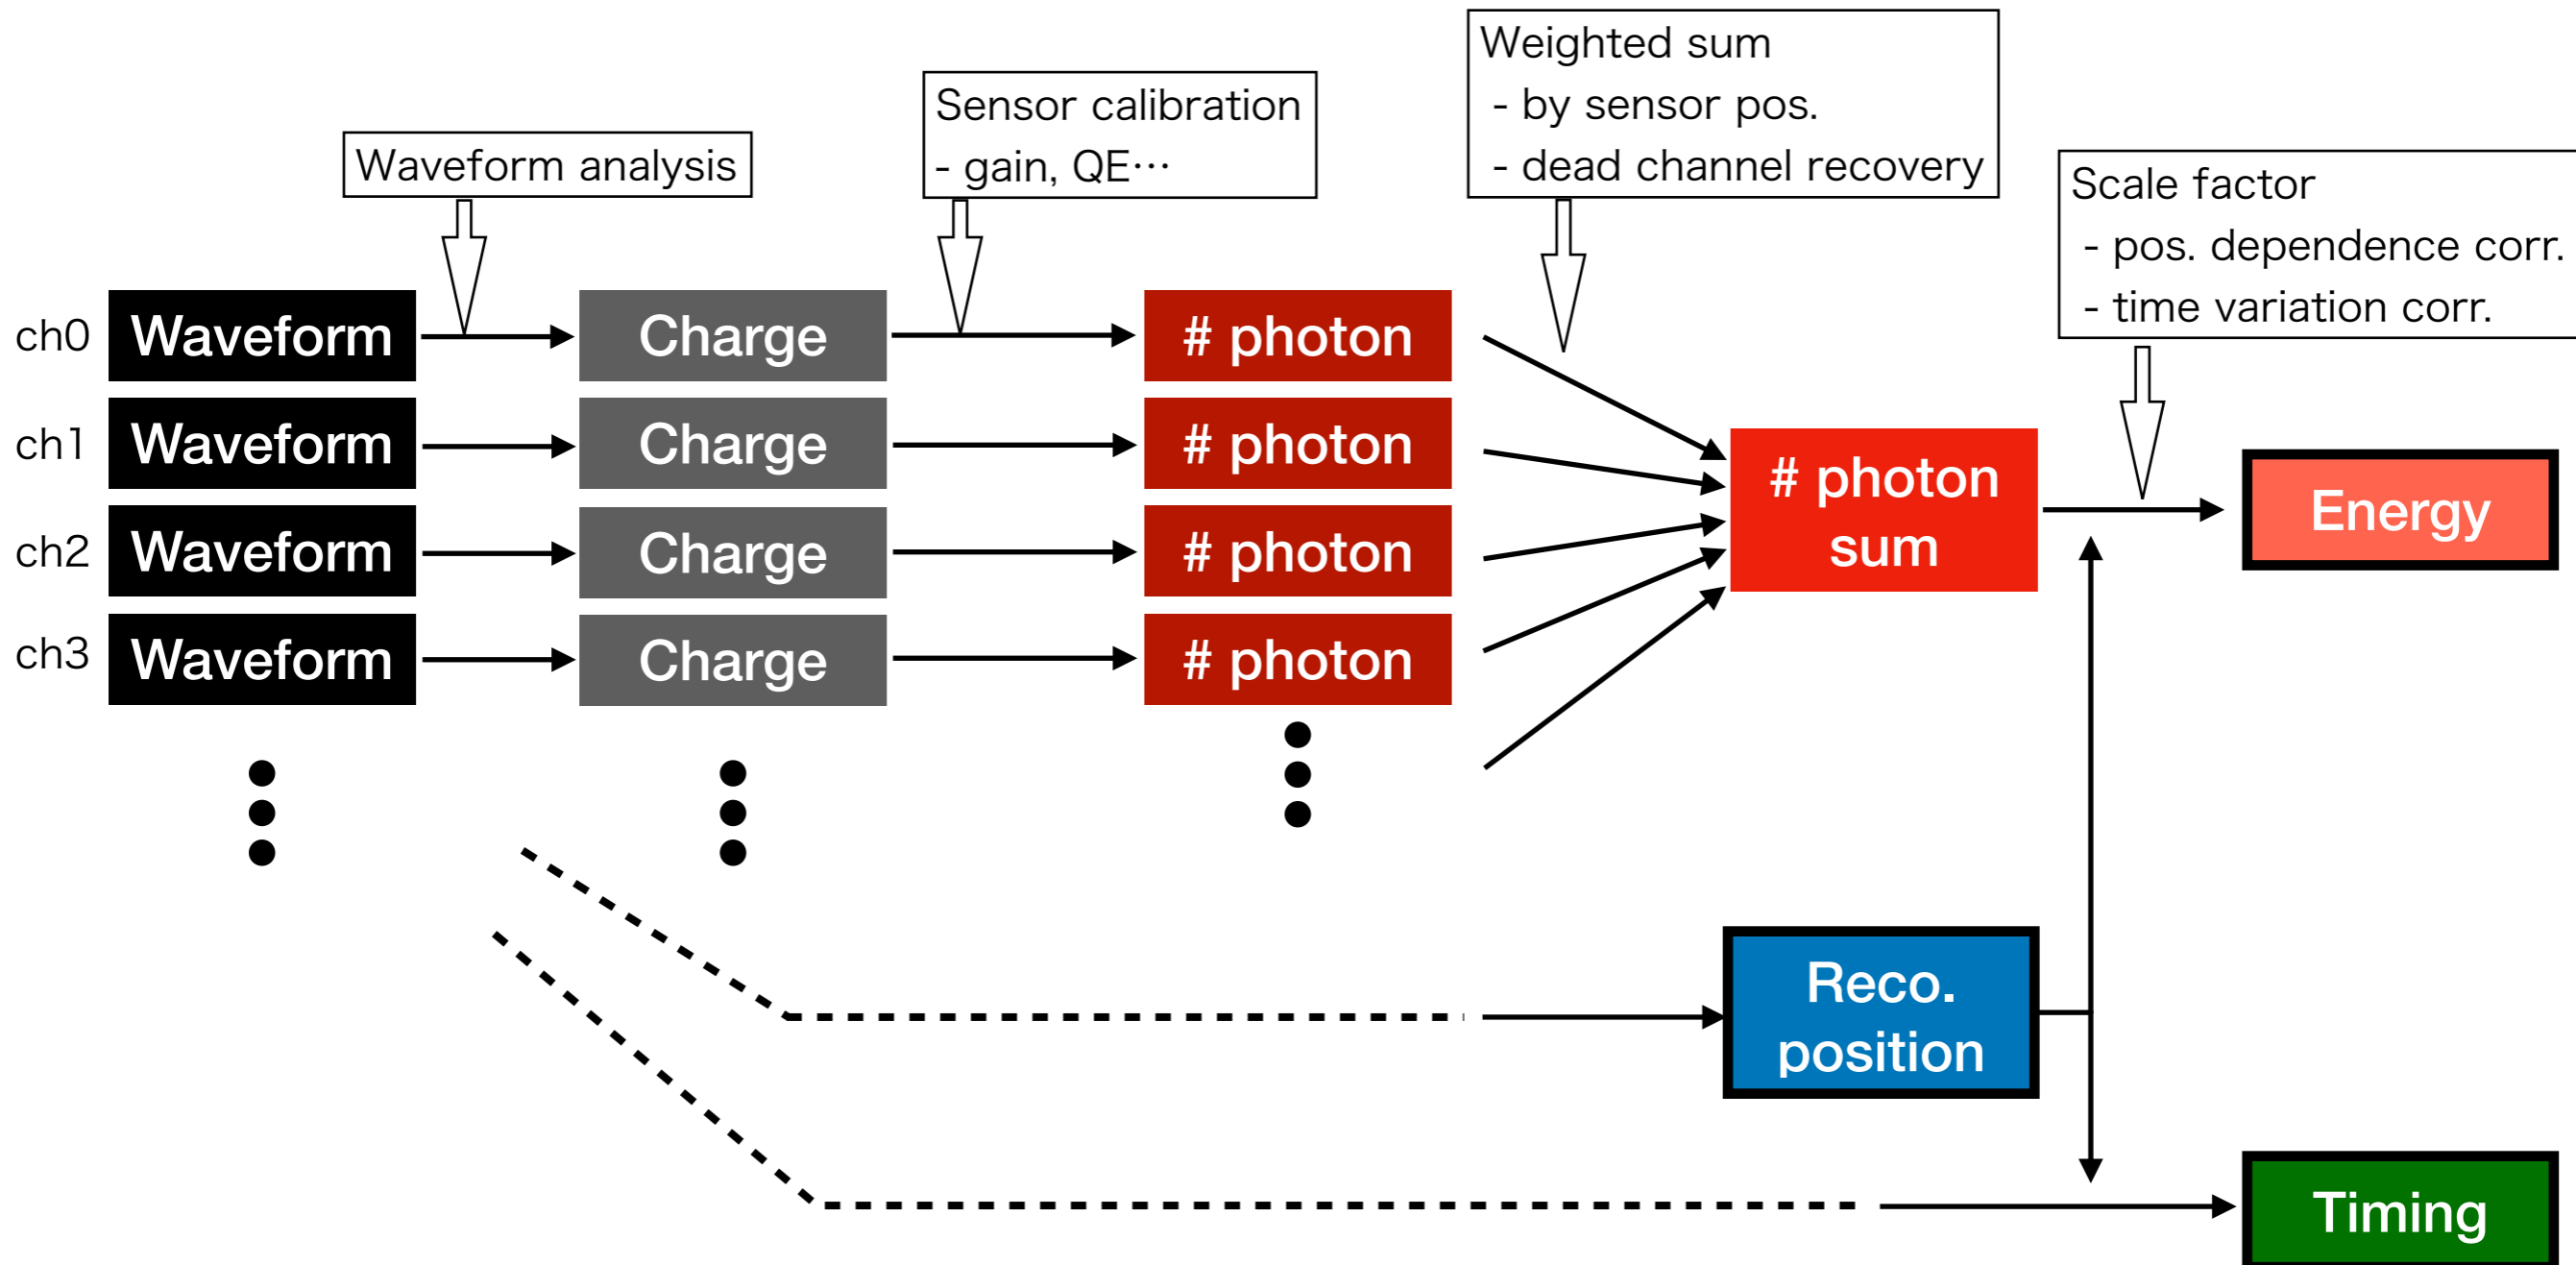 Weighted sum
- by sensor pos.
- dead channel recovery
Sensor calibration
- gain, QE…
Waveform analysis
Scale factor
- pos. dependence corr.
- time variation corr.
ch0 Waveform Charge # photon
ch1 Waveform Charge # photon
ch2 Waveform Charge # photon
ch3 Waveform Charge # photon
# photon
sum
Energy
Reco.
position
Timing